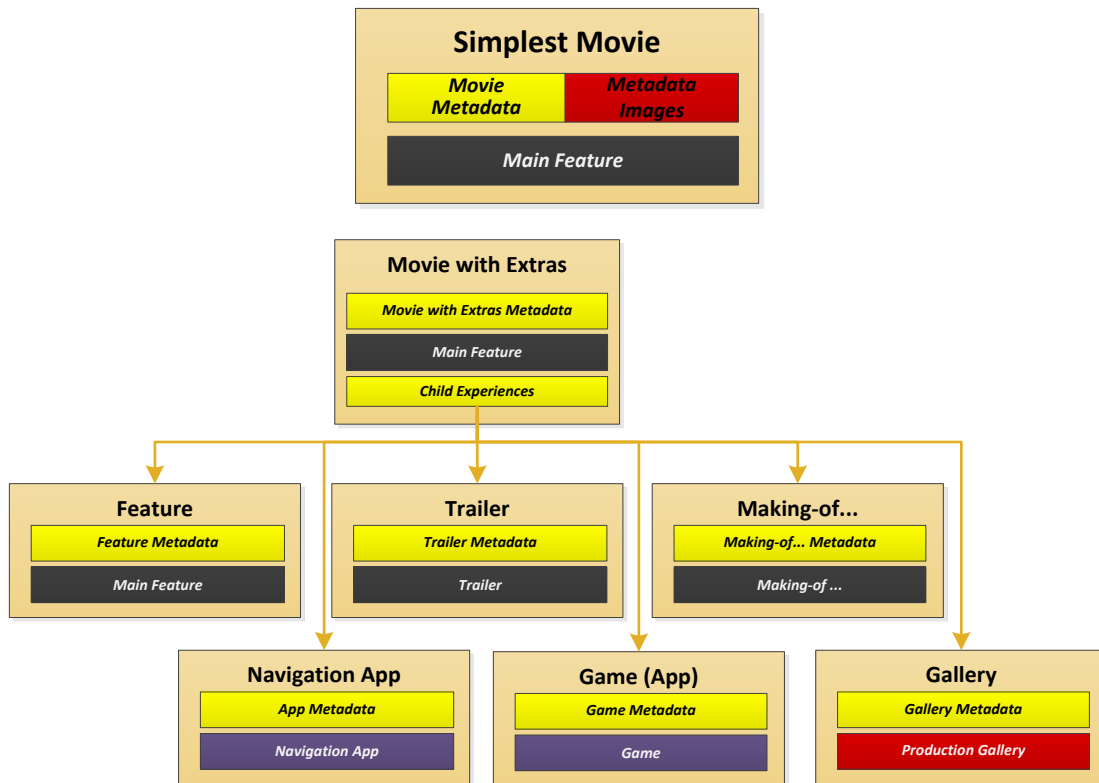 Simplest Movie
Movie
Metadata
Metadata
Images
Main Feature
Movie with Extras
Movie with Extras Metadata
Main Feature
Child Experiences
Feature
Feature Metadata
Main Feature
Trailer
Trailer Metadata
Trailer
Making-of...
Making-of... Metadata
Making-of ...
Navigation App
App Metadata
Navigation App
Game (App)
Game Metadata
Game
Gallery
Gallery Metadata
Production Gallery